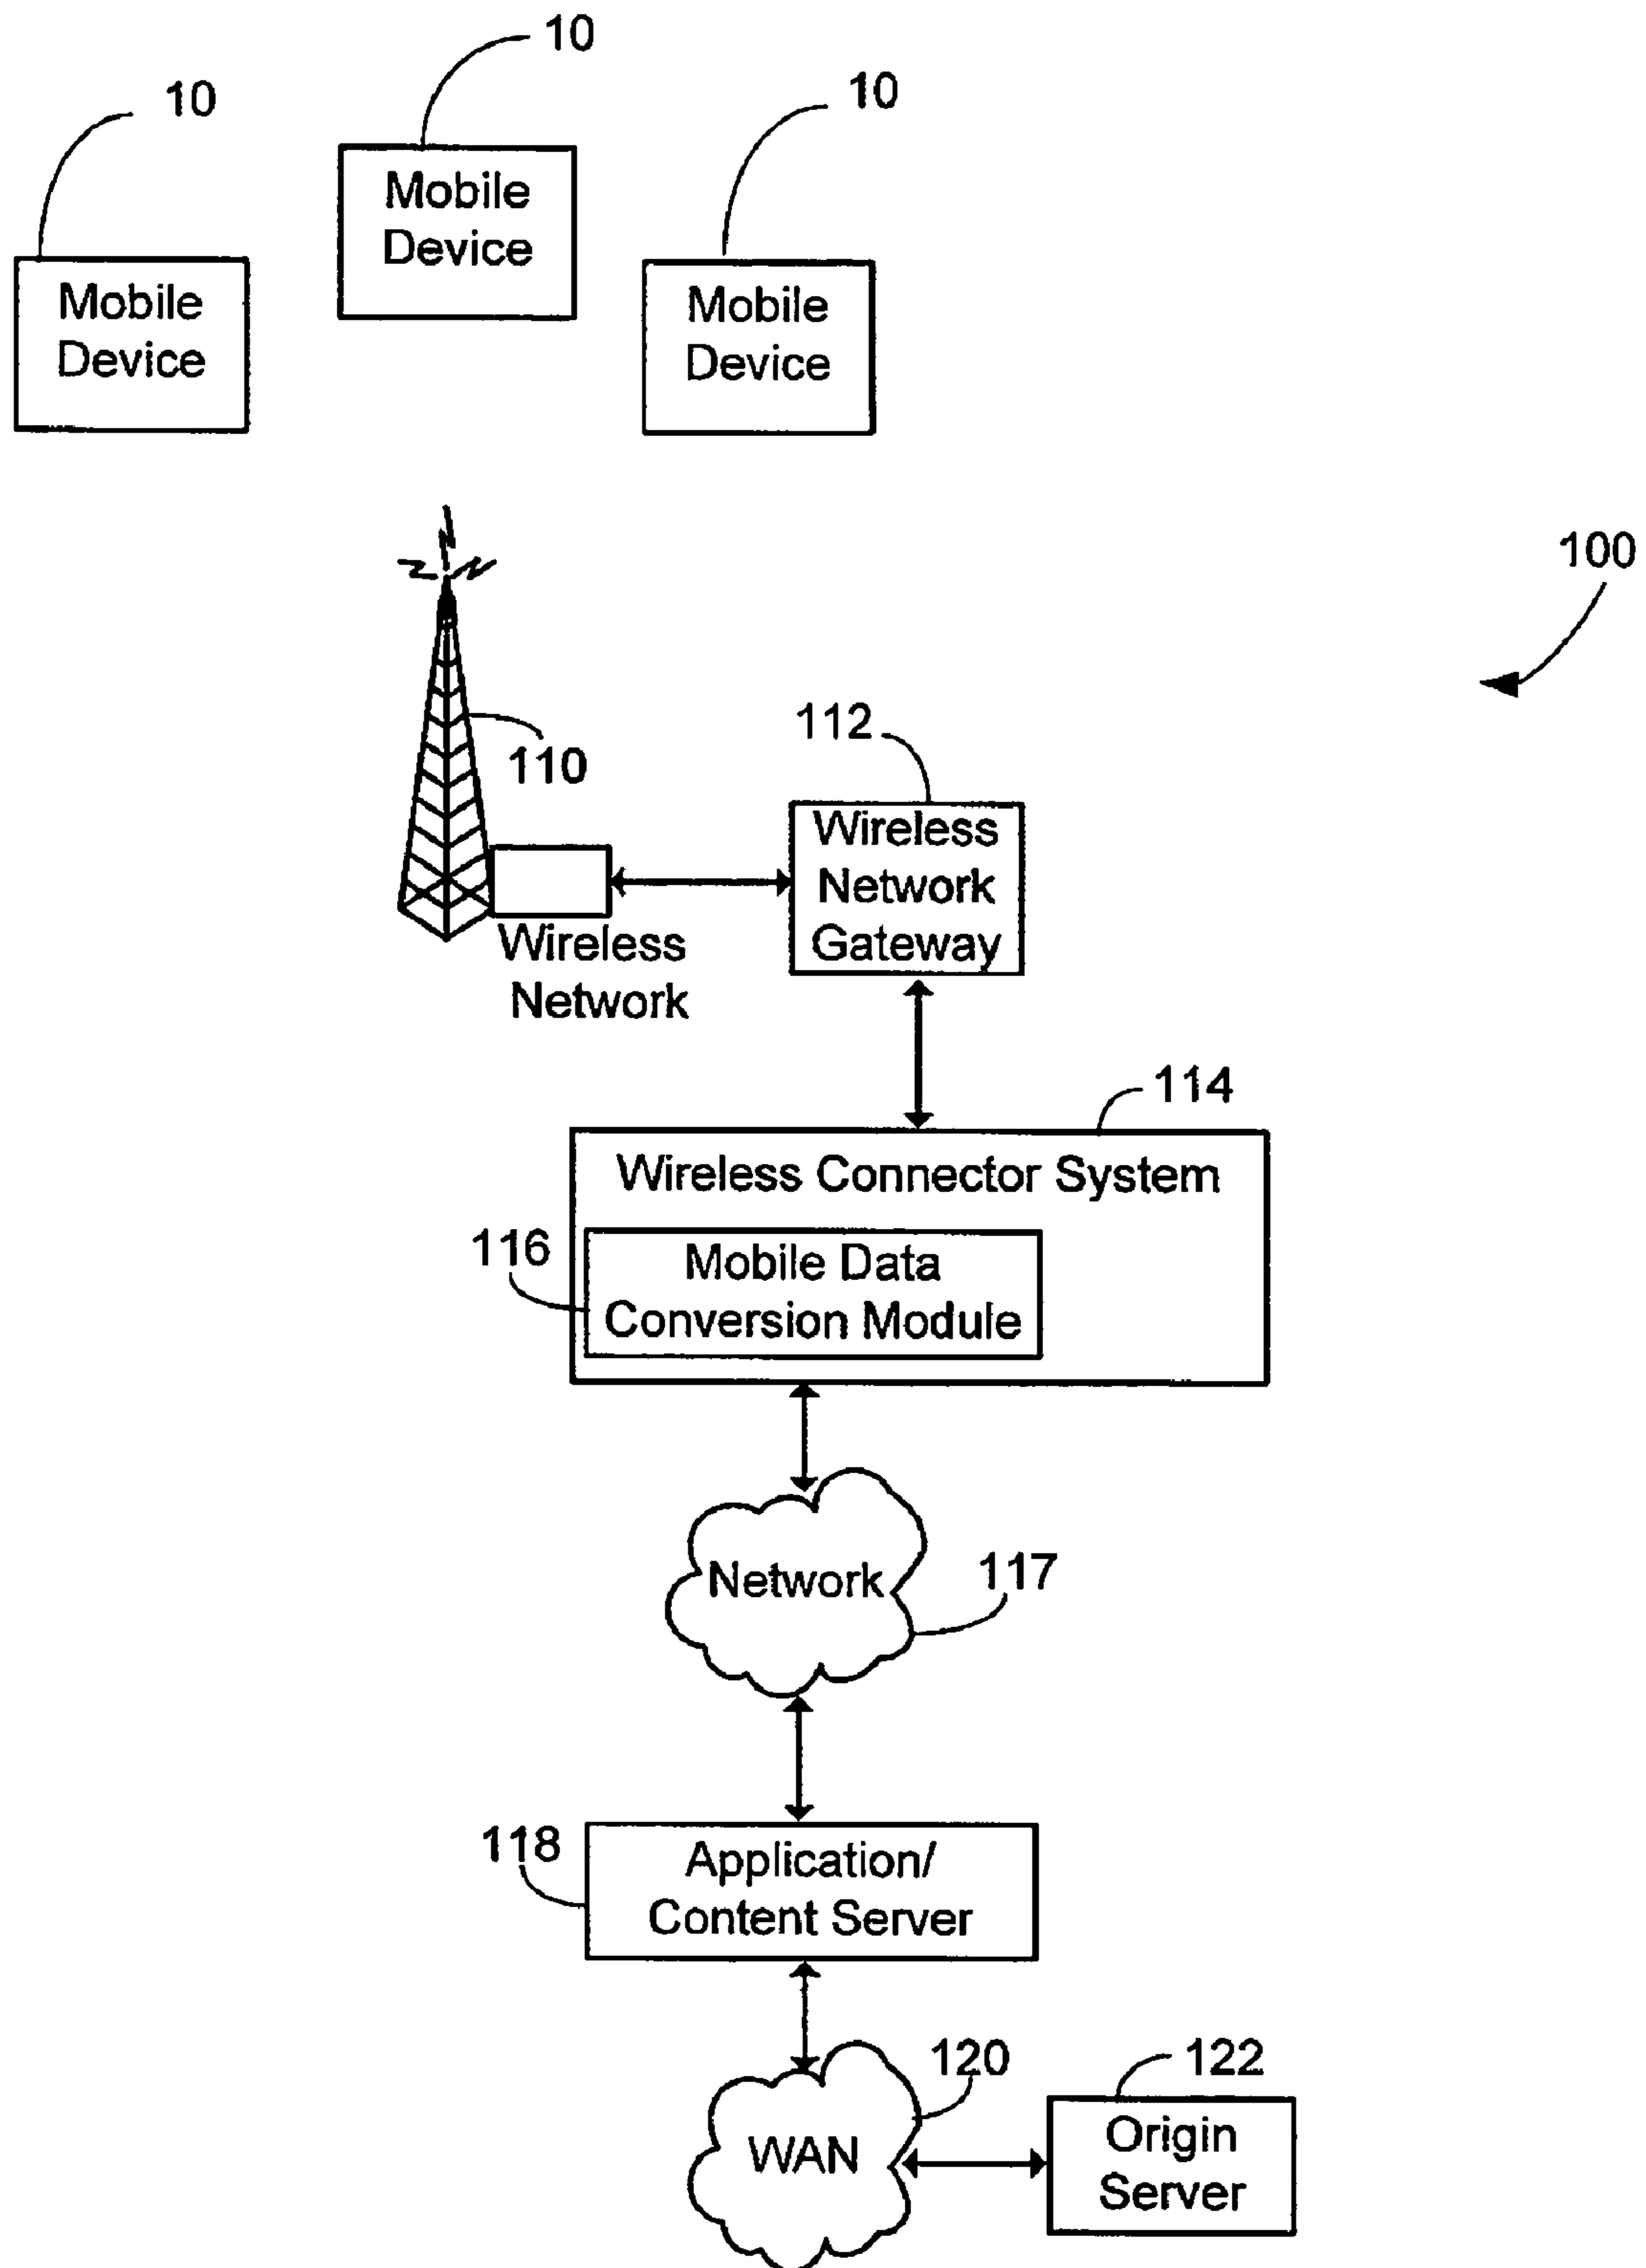 10
10
10
Mobile
Device
Mobile
Device
Mobile
Device
100
110
112
Wireless
Network
Gateway
Wireless
Network
114
Wireless Connector System
116
Mobile Data
Conversion Module
Network
117
118
Application/
Content Server
120
122
WAN
Origin
Server